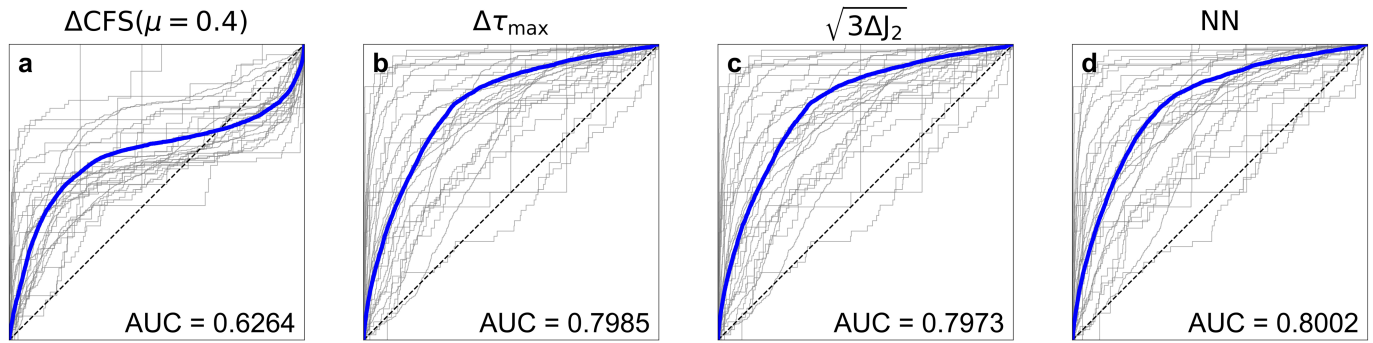 ΔCFS(μ = 0.4)
a
AUC = 0.6264
Δτmax
b
AUC = 0.7985
√3ΔJ₂
c
AUC = 0.7973
NN
d
AUC = 0.8002